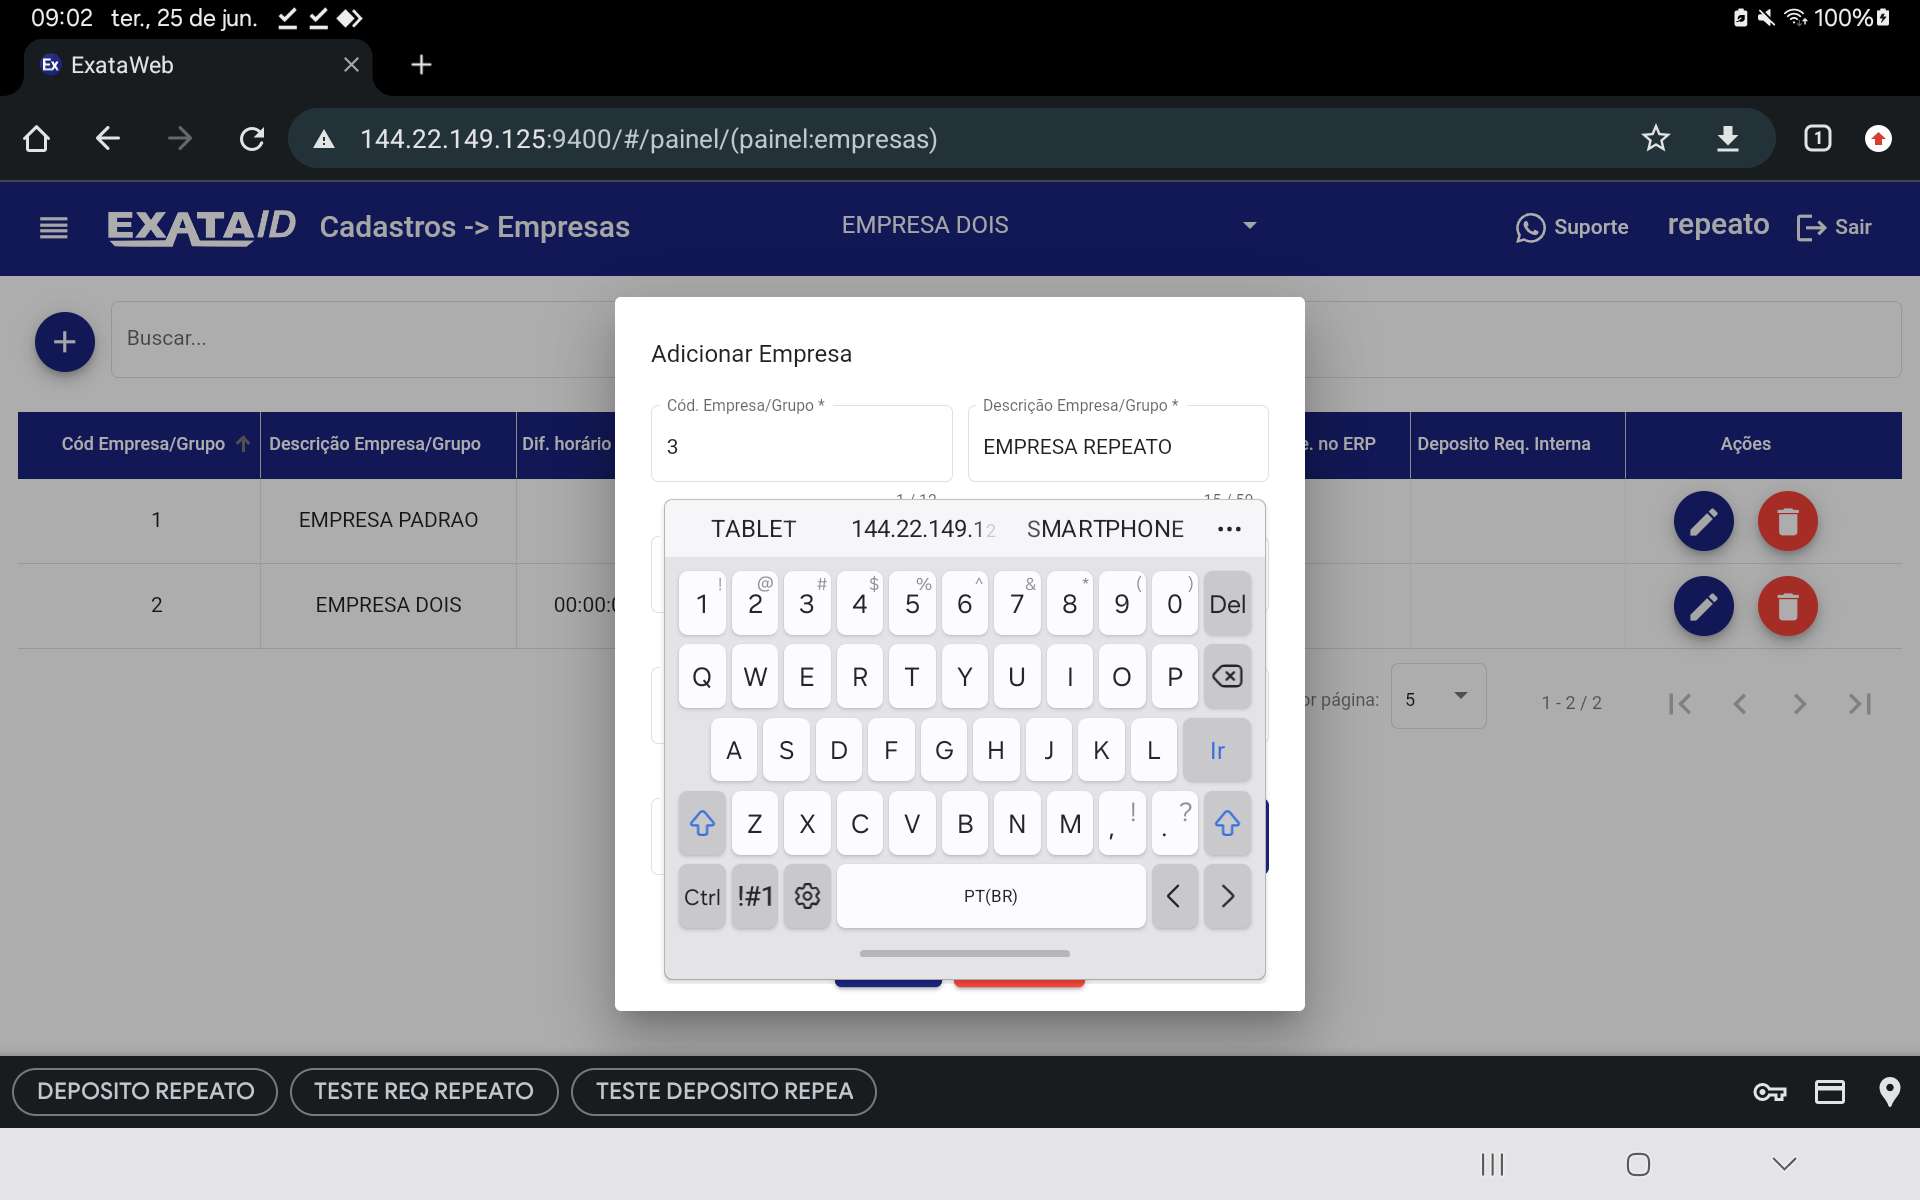 09:02 ter., 25 de jun.
100%
Ex ExataWeb
144.22.149.125:9400/#/painel/(painel:empresas)
1
EXATA/ID Cadastros -> Empresas EMPRESA DOIS Suporte repeato Sair
Buscar...
Adicionar Empresa
Cód. Empresa/Grupo * Descrição Empresa/Grupo *
3 EMPRESA REPEATO
1 / 12 15 / 50
Cód Empresa/Grupo Descrição Empresa/Grupo Dif. horário e. no ERP Deposito Req. Interna Ações
1 EMPRESA PADRAO
2 EMPRESA DOIS 00:00:0
or página: 5 1 - 2 / 2
TABLET 144.22.149.12 SMARTPHONE ...
! @ # $ % ^ & * ( )
1 2 3 4 5 6 7 8 9 0 Del
Q W E R T Y U I O P
A S D F G H J K L Ir
Z X C V B N M , ! . ?
Ctrl !#1 PT(BR) < >
DEPOSITO REPEATO TESTE REQ REPEATO TESTE DEPOSITO REPEA